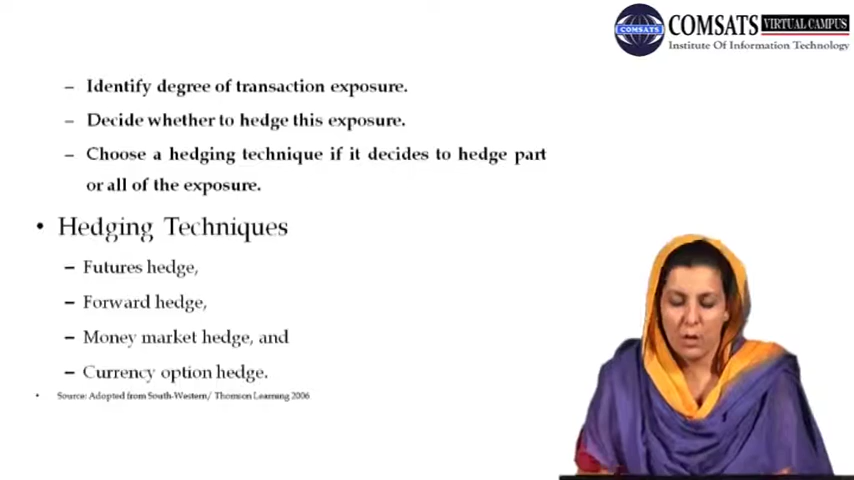 COMSATS
COMSATS VIRTUAL CAMPUS
Institute Of Information Technology
– Identify degree of transaction exposure.
– Decide whether to hedge this exposure.
– Choose a hedging technique if it decides to hedge part
or all of the exposure.
• Hedging Techniques
– Futures hedge,
– Forward hedge,
– Money market hedge, and
– Currency option hedge.
• Source: Adopted from South-Western/ Thomson Learning 2006